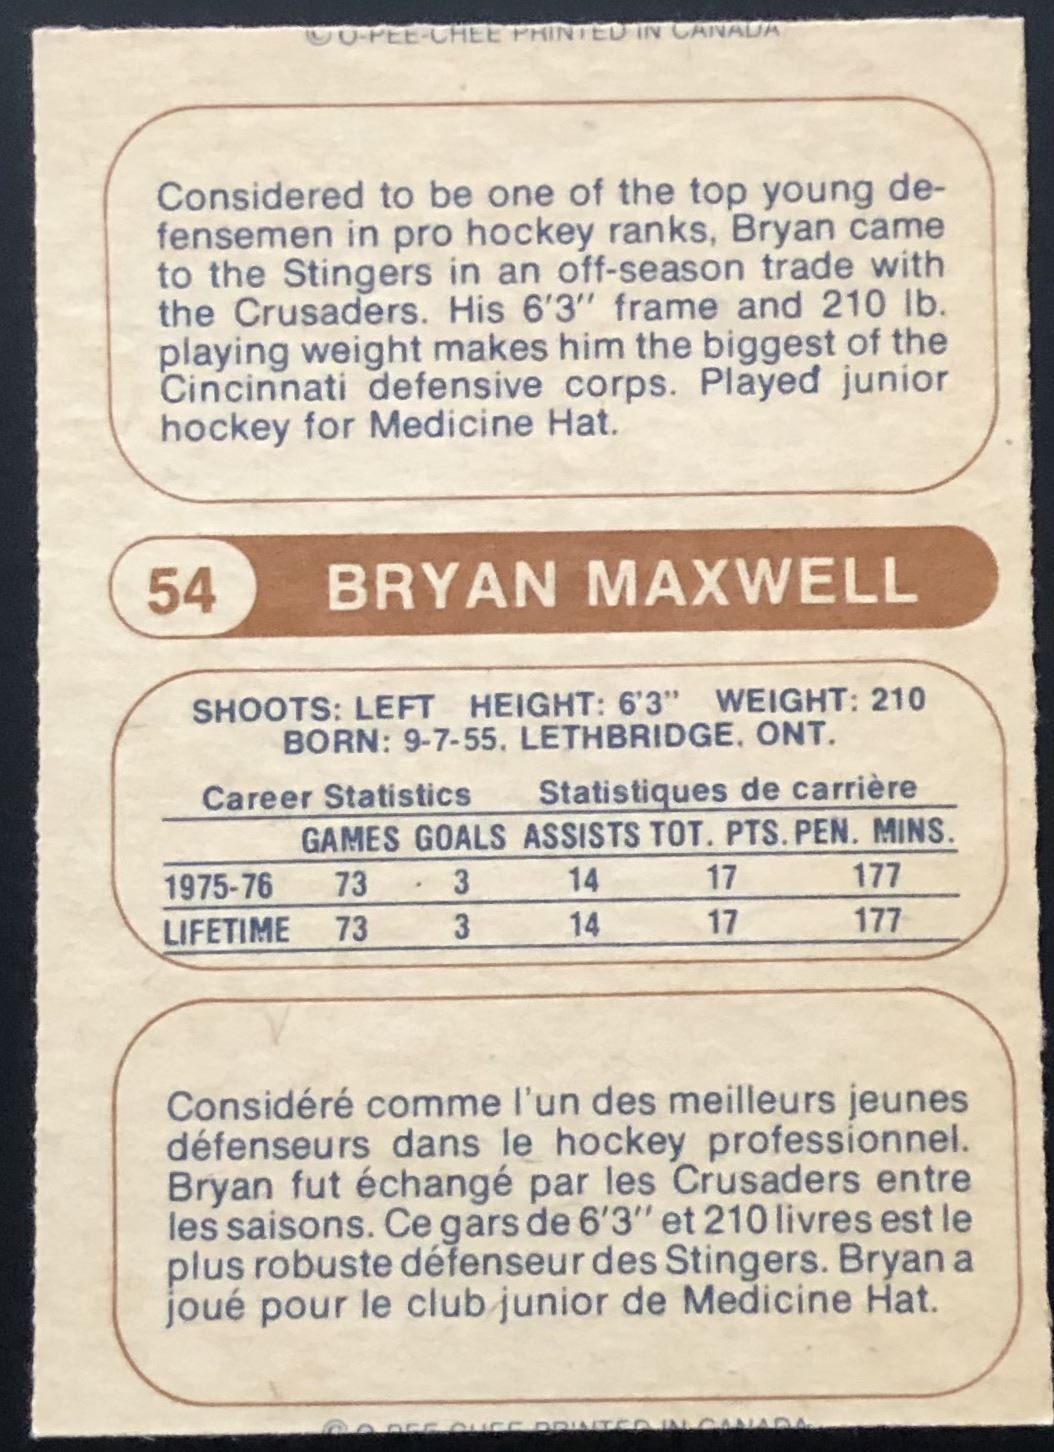 © O-PEE-CHEE PRINTED IN CANADA
Considered to be one of the top young de-
fensemen in pro hockey ranks, Bryan came
to the Stingers in an off-season trade with
the Crusaders. His 6'3" frame and 210 lb.
playing weight makes him the biggest of the
Cincinnati defensive corps. Played junior
hockey for Medicine Hat.
54 BRYAN MAXWELL
SHOOTS: LEFT HEIGHT: 6'3" WEIGHT: 210
BORN: 9-7-55, LETHBRIDGE, ONT.
Career Statistics Statistiques de carrière
GAMES GOALS ASSISTS TOT. PTS. PEN. MINS.
1975-76 73 3 14 17 177
LIFETIME 73 3 14 17 177
Considéré comme l'un des meilleurs jeunes
défenseurs dans le hockey professionnel.
Bryan fut échangé par les Crusaders entre
les saisons. Ce gars de 6'3" et 210 livres est le
plus robuste défenseur des Stingers. Bryan a
joué pour le club junior de Medicine Hat.
© O-PEE-CHEE PRINTED IN CANADA